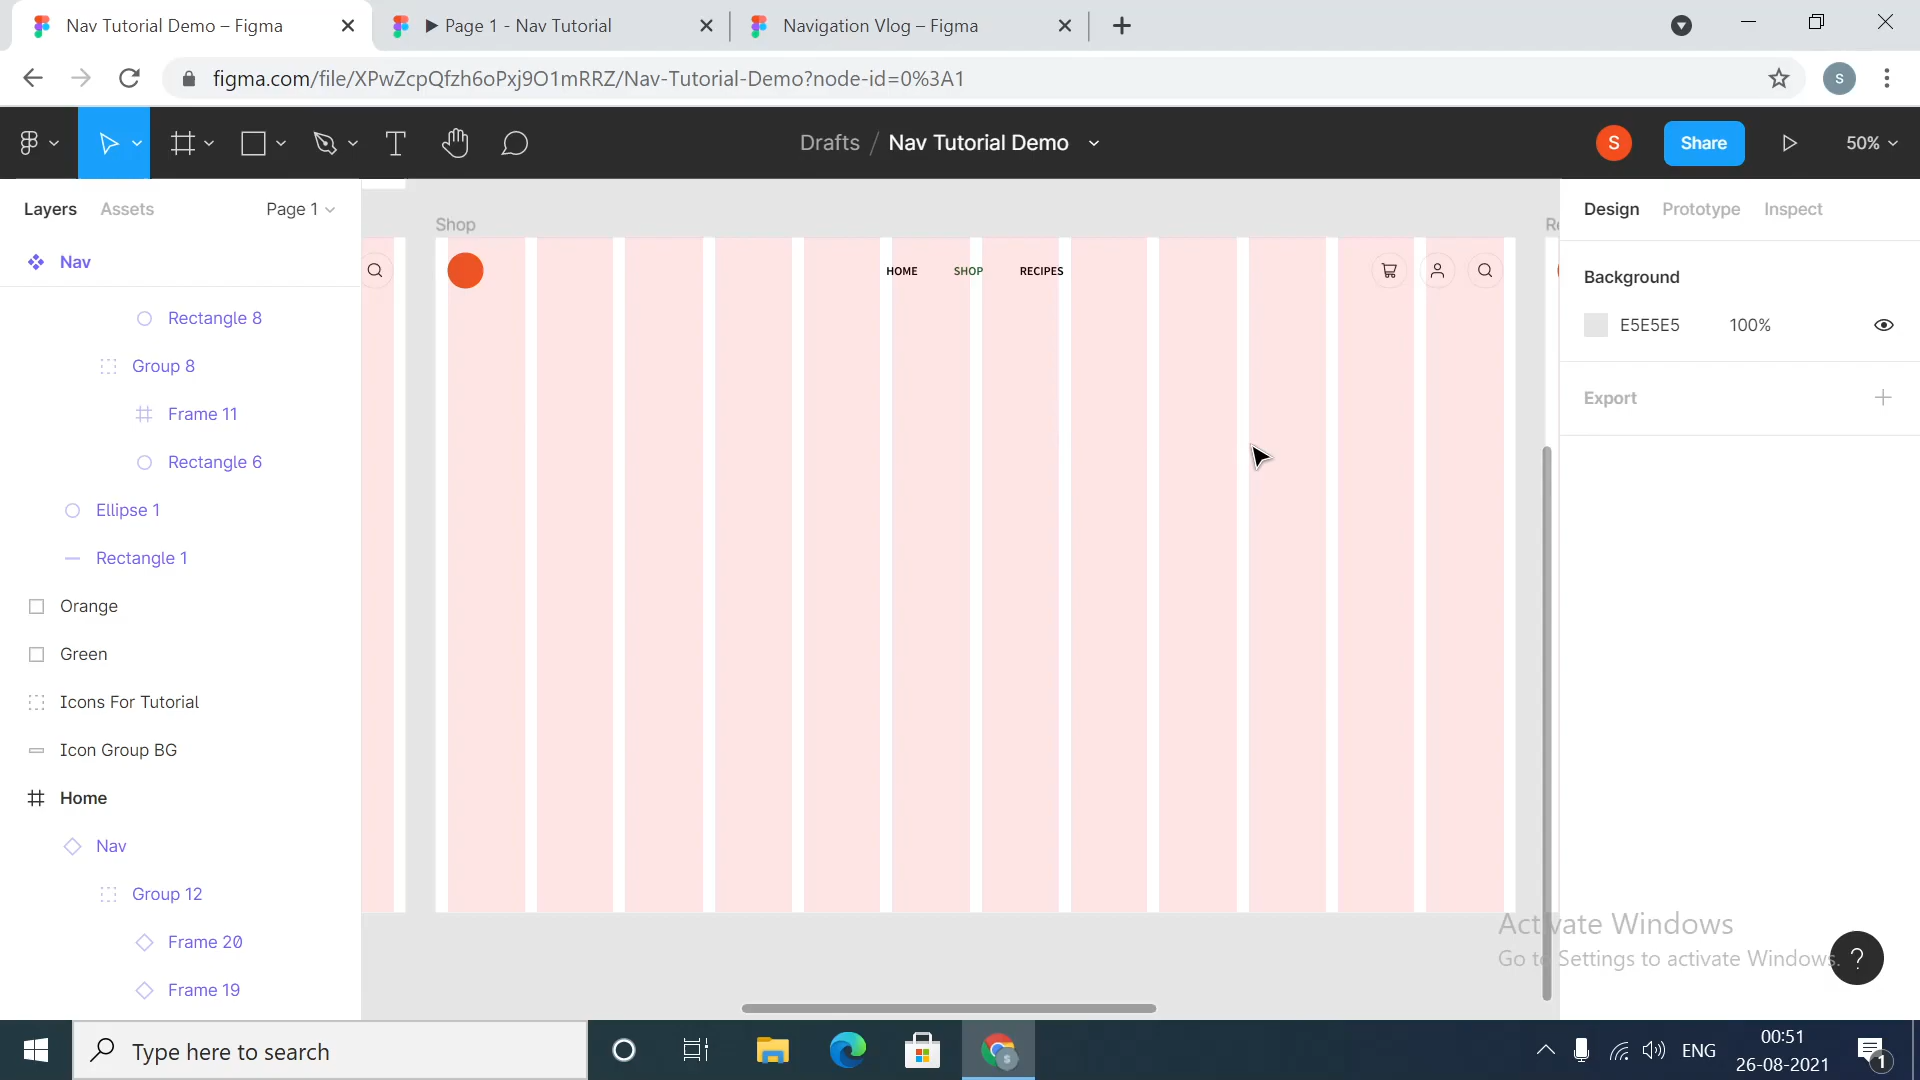 Nav Tutorial Demo – Figma
▶ Page 1 - Nav Tutorial
Navigation Vlog – Figma
figma.com/file/XPwZcpQfzh6oPxj9O1mRRZ/Nav-Tutorial-Demo?node-id=0%3A1
S
Drafts / Nav Tutorial Demo
S
Share
50%
Layers
Assets
Page 1
Nav
Rectangle 8
Group 8
Frame 11
Rectangle 6
Ellipse 1
Rectangle 1
Orange
Green
Icons For Tutorial
Icon Group BG
Home
Nav
Group 12
Frame 20
Frame 19
Shop
Re
HOME
SHOP
RECIPES
Design
Prototype
Inspect
Background
E5E5E5
100%
Export
Activate Windows
Go to Settings to activate Windows.
?
Type here to search
S
ENG
00:51
26-08-2021
1